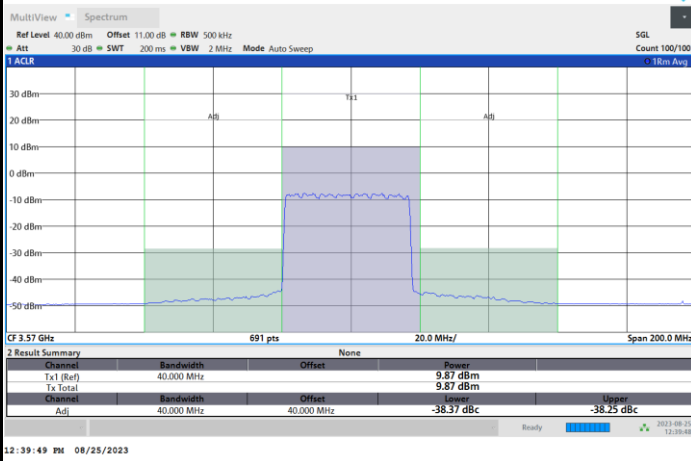 MultiView Spectrum
Ref Level 40.00 dBm Offset 11.00 dB RBW 500 kHz SGL
Att 30 dB SWT 200 ms VBW 2 MHz Mode Auto Sweep Count 100/100
1 ACLR 1Rm Avg
30 dBm
Tx1
20 dBm
Adj Adj
10 dBm
0 dBm
-10 dBm
-20 dBm
-30 dBm
-40 dBm
-50 dBm
CF 3.57 GHz 691 pts 20.0 MHz/ Span 200.0 MHz
2 Result Summary None
Channel Bandwidth Offset Power
Tx1 (Ref) 40.000 MHz 9.87 dBm
Tx Total 9.87 dBm
Channel Bandwidth Offset Lower Upper
Adj 40.000 MHz 40.000 MHz -38.37 dBc -38.25 dBc
Ready 2023-08-25
12:39:48
12:39:49 PM 08/25/2023